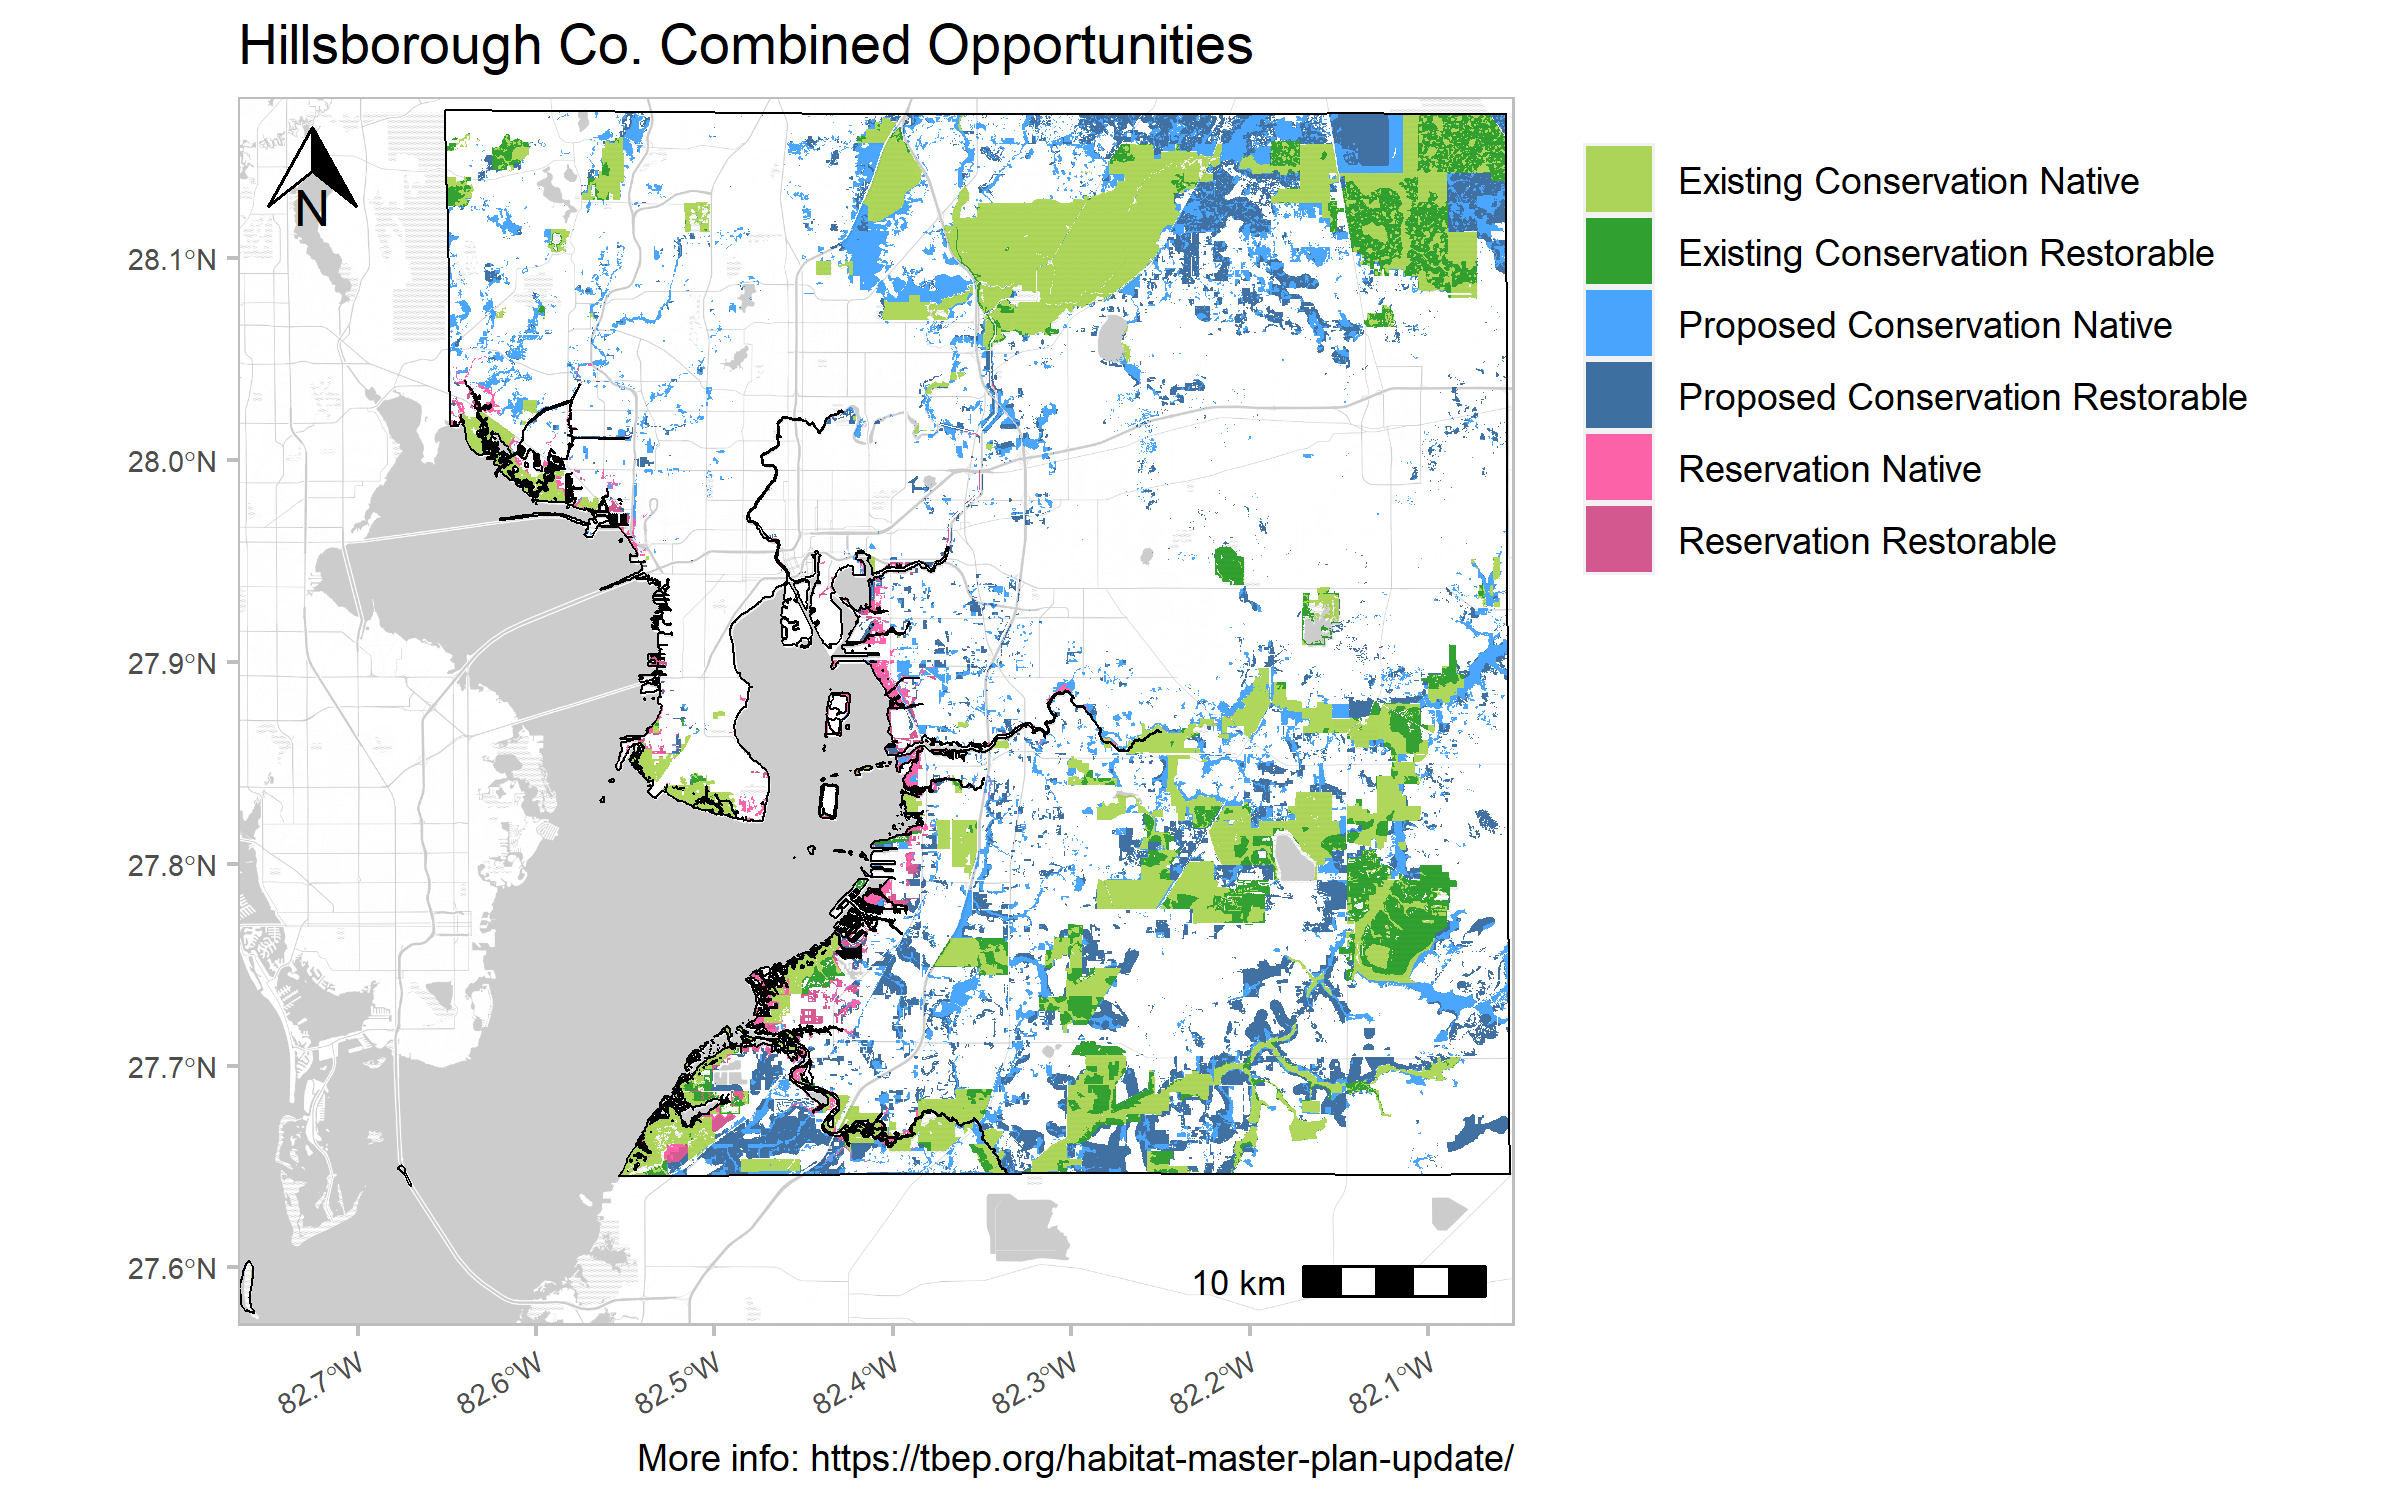 Hillsborough Co. Combined Opportunities
N
28.1°N
28.0°N
27.9°N
27.8°N
27.7°N
27.6°N
82.7°W
82.6°W
82.5°W
82.4°W
82.3°W
82.2°W
82.1°W
10 km
Existing Conservation Native
Existing Conservation Restorable
Proposed Conservation Native
Proposed Conservation Restorable
Reservation Native
Reservation Restorable
More info: https://tbep.org/habitat-master-plan-update/